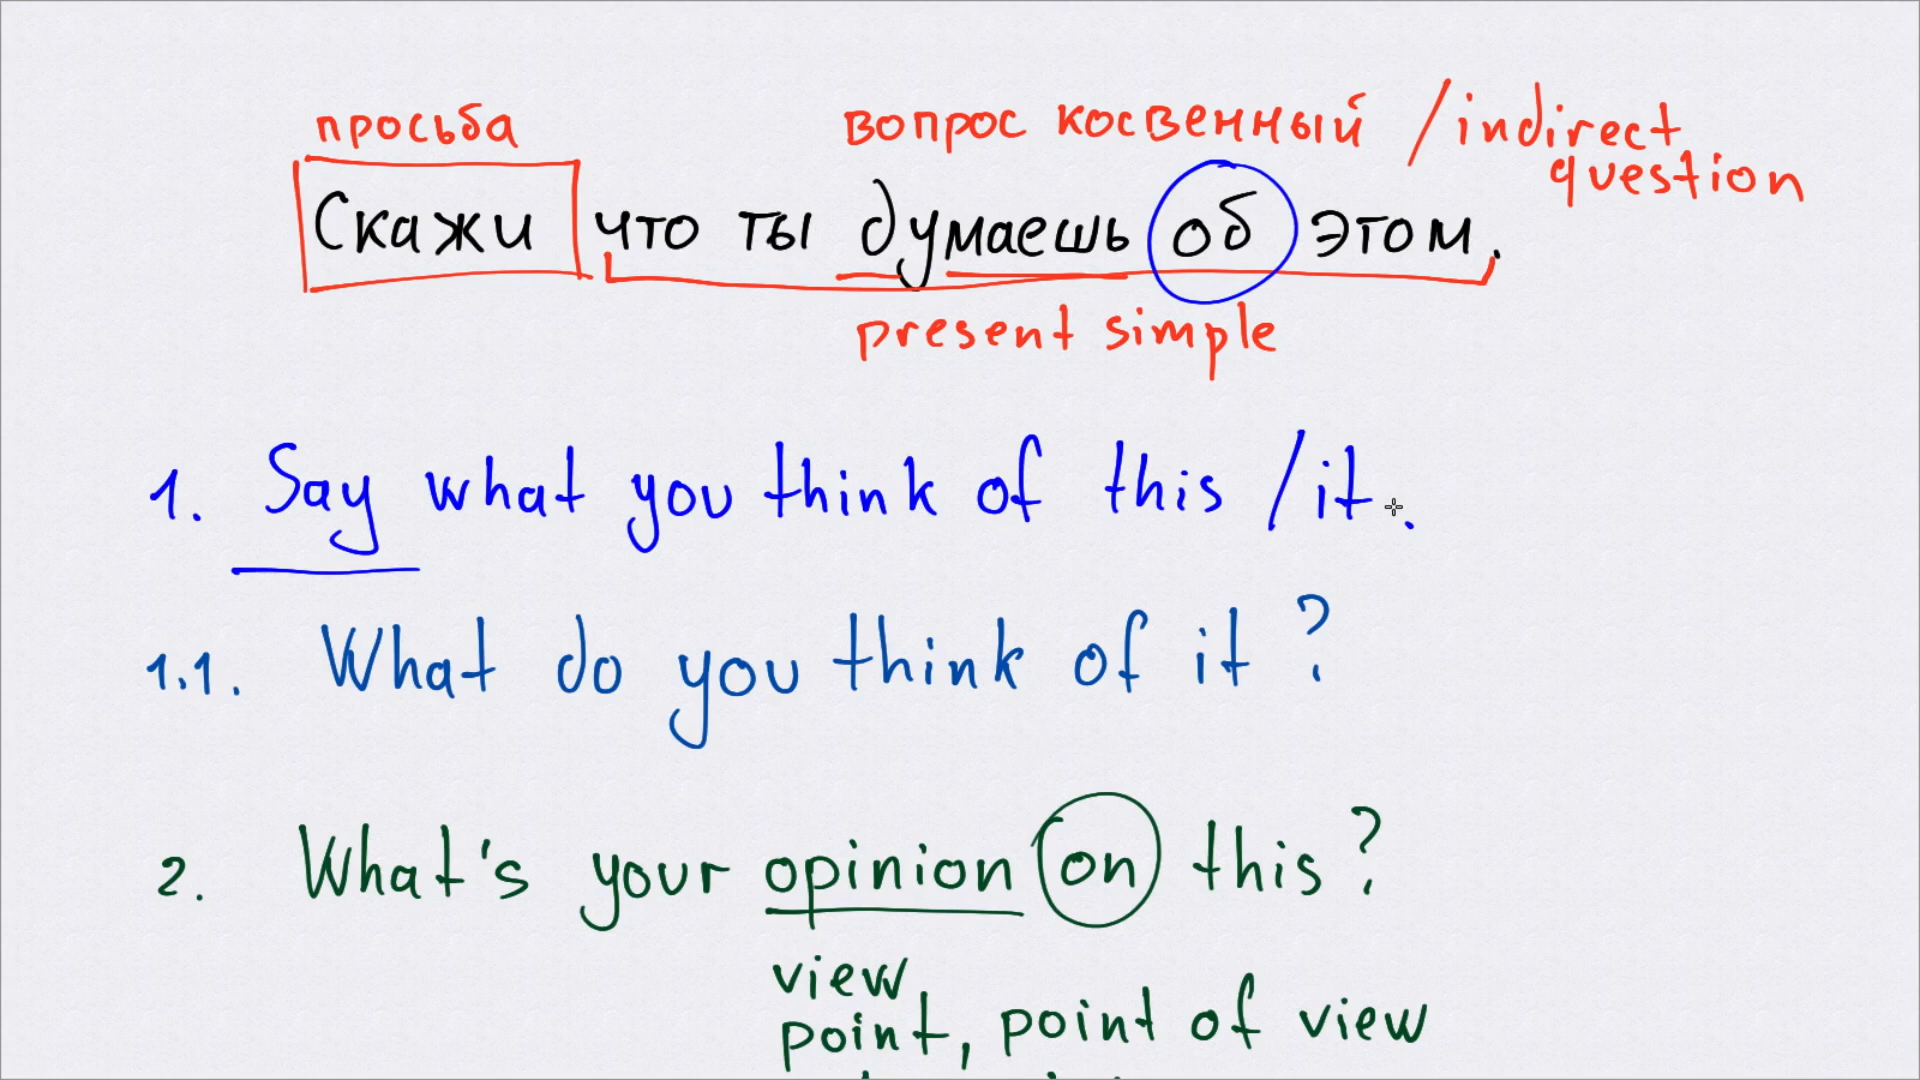 просьба
вопрос косвенный / indirect question
Скажи что ты думаешь об этом.
present simple
1. Say what you think of this / it.
1.1. What do you think of it?
2. What's your opinion on this?
view
point, point of view